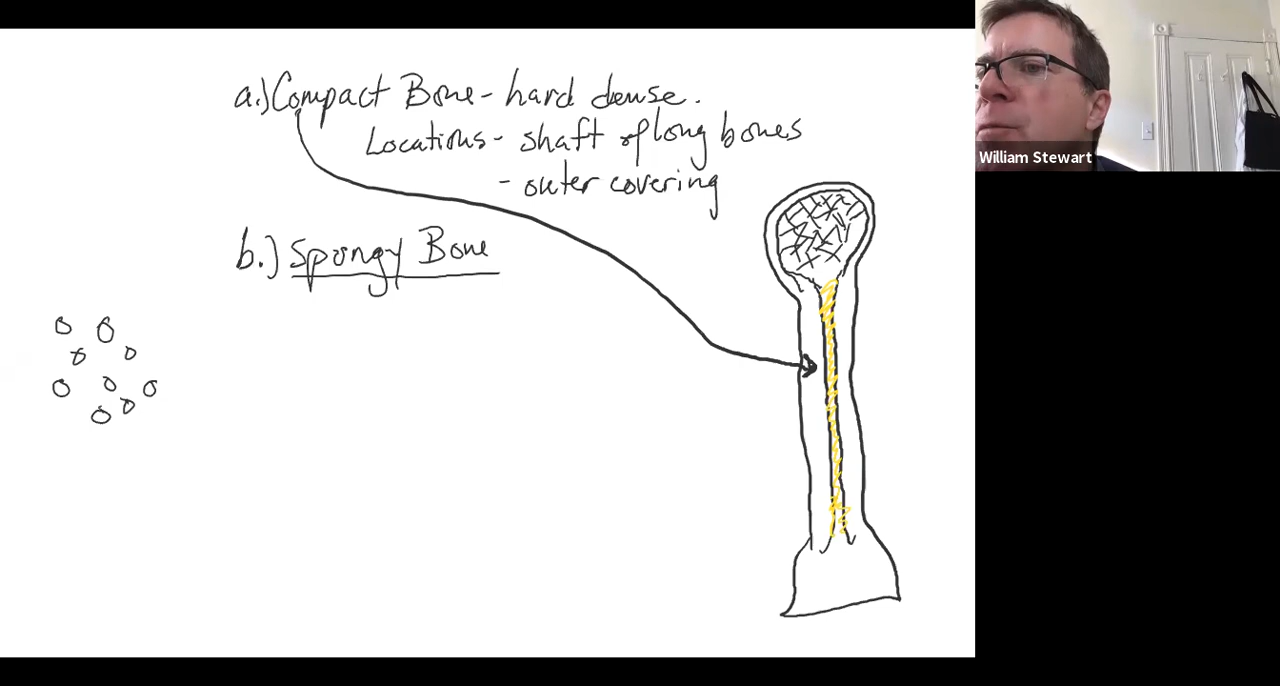 a.) Compact Bone - hard dense.
Locations - shaft of long bones
- outer covering
b.) Spongy Bone
William Stewart